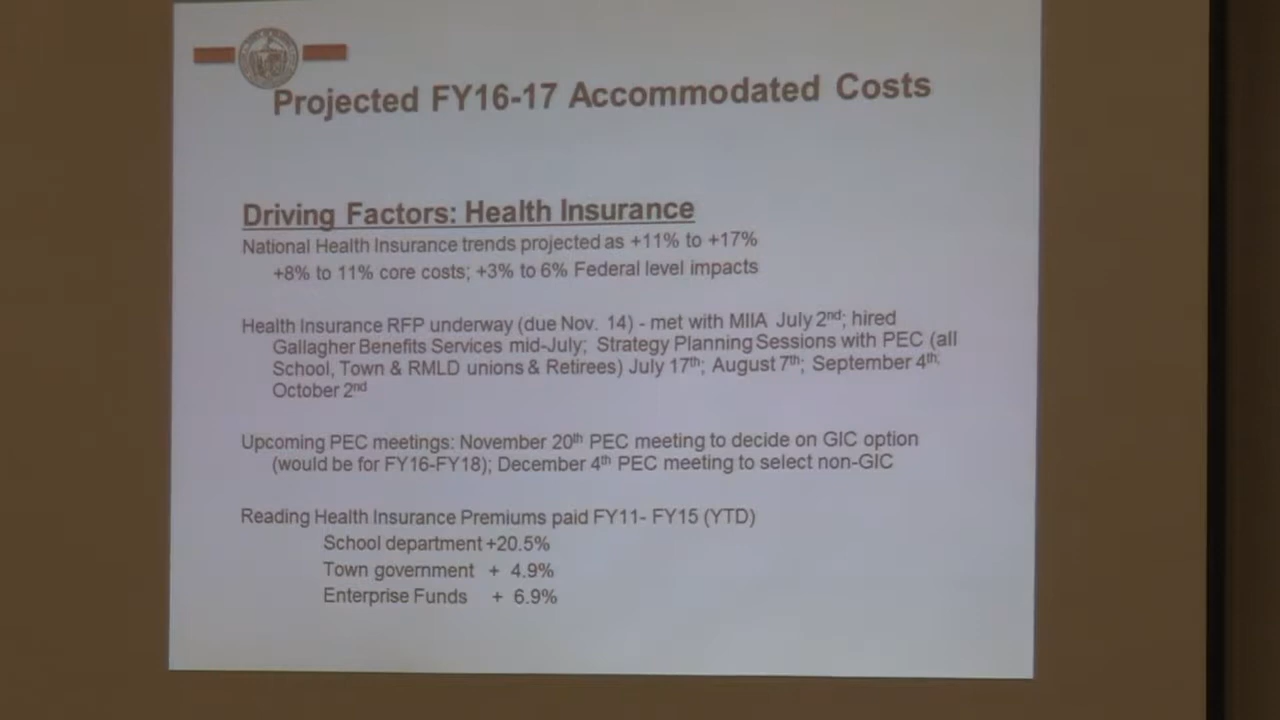 Projected FY16-17 Accommodated Costs
Driving Factors: Health Insurance
National Health Insurance trends projected as +11% to +17%
+8% to 11% core costs; +3% to 6% Federal level impacts
Health Insurance RFP underway (due Nov. 14) - met with MIIA July 2nd; hired
Gallagher Benefits Services mid-July; Strategy Planning Sessions with PEC (all
School, Town & RMLD unions & Retirees) July 17th; August 7th; September 4th;
October 2nd
Upcoming PEC meetings: November 20th PEC meeting to decide on GIC option
(would be for FY16-FY18); December 4th PEC meeting to select non-GIC
Reading Health Insurance Premiums paid FY11- FY15 (YTD)
School department +20.5%
Town government + 4.9%
Enterprise Funds + 6.9%